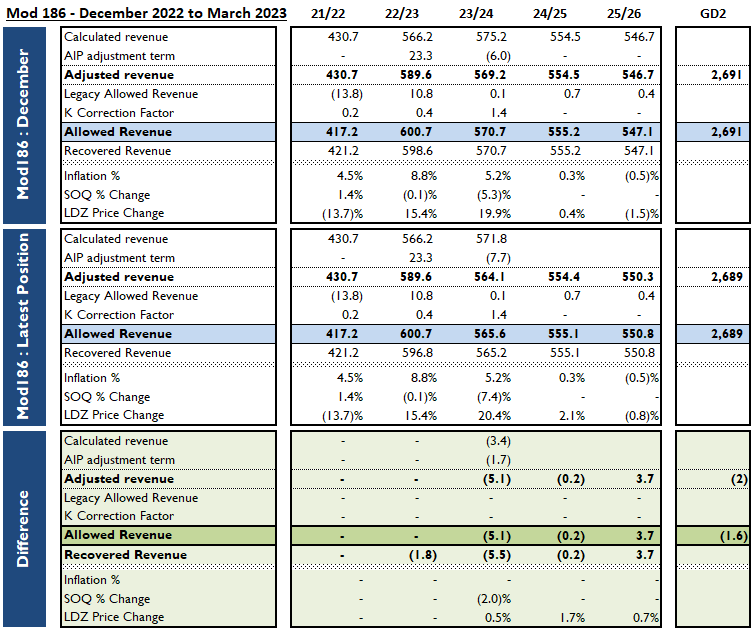 Mod 186 - December 2022 to March 2023 21/22 22/23 23/24 24/25 25/26 GD2
Mod186 : December
Calculated revenue 430.7 566.2 575.2 554.5 546.7
AIP adjustment term - 23.3 (6.0) - -
Adjusted revenue 430.7 589.6 569.2 554.5 546.7 2,691
Legacy Allowed Revenue (13.8) 10.8 0.1 0.7 0.4
K Correction Factor 0.2 0.4 1.4 - -
Allowed Revenue 417.2 600.7 570.7 555.2 547.1 2,691
Recovered Revenue 421.2 598.6 570.7 555.2 547.1
Inflation % 4.5% 8.8% 5.2% 0.3% (0.5)%
SOQ % Change 1.4% (0.1)% (5.3)% - -
LDZ Price Change (13.7)% 15.4% 19.9% 0.4% (1.5)%
Mod186 : Latest Position
Calculated revenue 430.7 566.2 571.8
AIP adjustment term - 23.3 (7.7)
Adjusted revenue 430.7 589.6 564.1 554.4 550.3 2,689
Legacy Allowed Revenue (13.8) 10.8 0.1 0.7 0.4
K Correction Factor 0.2 0.4 1.4 - -
Allowed Revenue 417.2 600.7 565.6 555.1 550.8 2,689
Recovered Revenue 421.2 596.8 565.2 555.1 550.8
Inflation % 4.5% 8.8% 5.2% 0.3% (0.5)%
SOQ % Change 1.4% (0.1)% (7.4)% - -
LDZ Price Change (13.7)% 15.4% 20.4% 2.1% (0.8)%
Difference
Calculated revenue - - (3.4)
AIP adjustment term - - (1.7)
Adjusted revenue - - (5.1) (0.2) 3.7 (2)
Legacy Allowed Revenue - - - - -
K Correction Factor - - - - -
Allowed Revenue - - (5.1) (0.2) 3.7 (1.6)
Recovered Revenue - (1.8) (5.5) (0.2) 3.7
Inflation % - - - - -
SOQ % Change - - (2.0)% - -
LDZ Price Change - - 0.5% 1.7% 0.7%